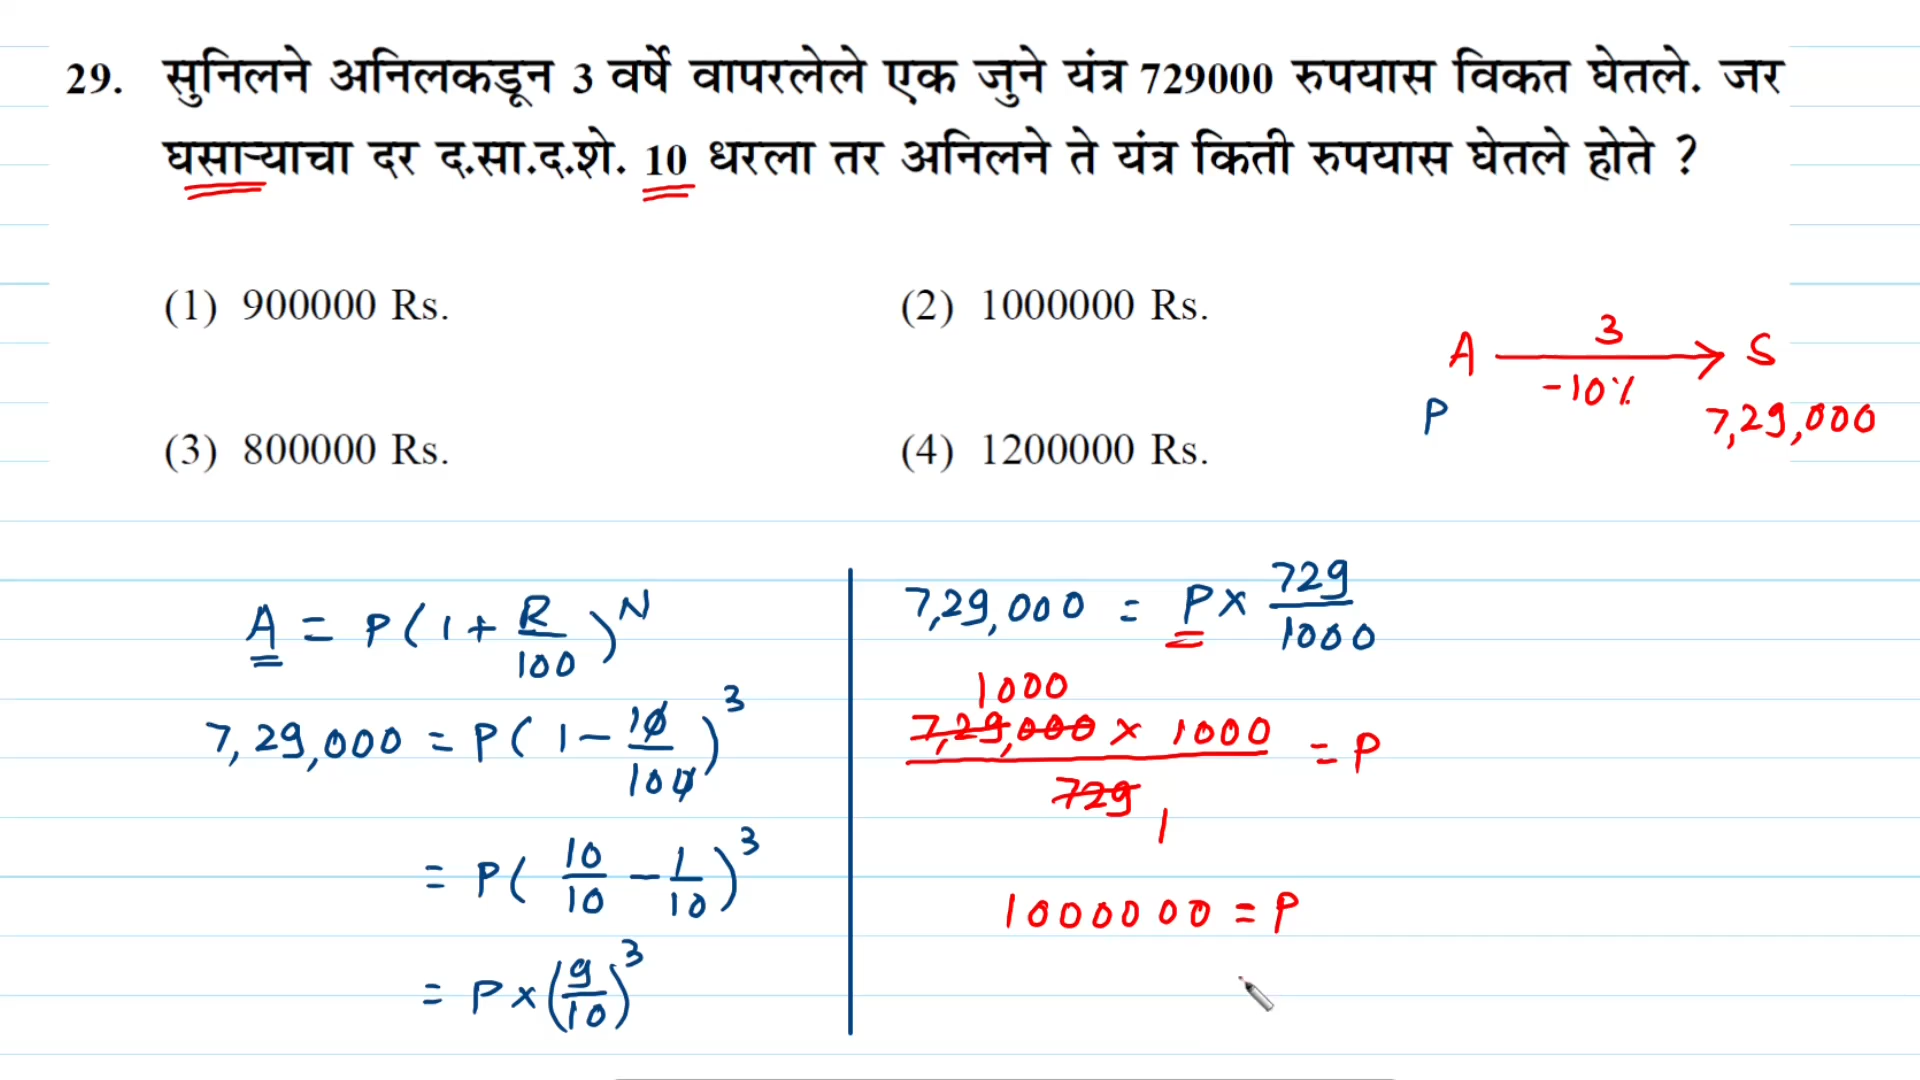 29. सुनिलने अनिलकडून 3 वर्षे वापरलेले एक जुने यंत्र 729000 रुपयास विकत घेतले. जर
घसाऱ्याचा दर द.सा.द.शे. 10 धरला तर अनिलने ते यंत्र किती रुपयास घेतले होते ?
(1) 900000 Rs.
(2) 1000000 Rs.
(3) 800000 Rs.
(4) 1200000 Rs.
A 3 → S
-10%
P 7,29,000
A = P(1 + R/100)^N
7,29,000 = P(1 - 10/100)^3
= P(10/10 - 1/10)^3
= P × (9/10)^3
7,29,000 = P × 729/1000
1000
7,29,000 × 1000 / 729 = P
1
1000000 = P